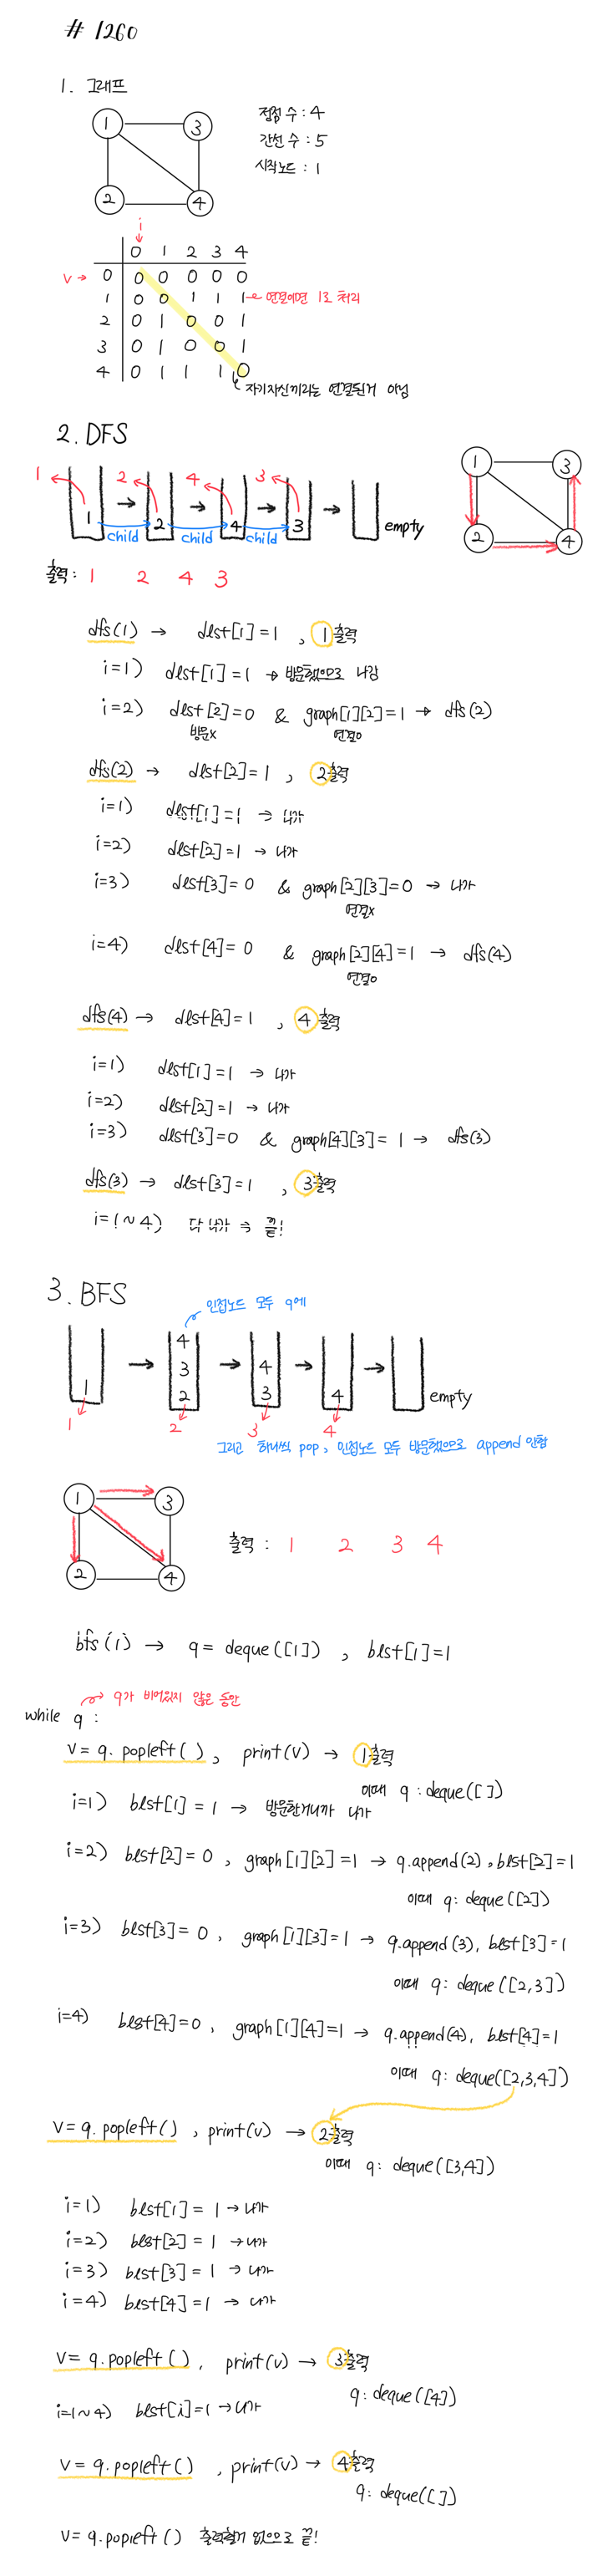 # 1260
1. 그래프
1 3
2 4
정점 수 : 4
간선 수 : 5
시작노드 : 1
i
0 1 2 3 4
v → 0 0 0 0 0 0
1 0 0 1 1 1 연결이면 1로 처리
2 0 1 0 0 1
3 0 1 0 0 1
4 0 1 1 1 0
자기자신끼리는 연결된거 아님
2. DFS
1 2 4 3
1 → 2 → 4 → 3 → empty
child child child
1 3
2 4
출력 : 1 2 4 3
dfs(1) → dlst[1]=1 , 1출력
i=1) dlst[1]=1 → 방문했으므로 나감
i=2) dlst[2]=0 & graph[1][2]=1 → dfs(2)
방문x 연결o
dfs(2) → dlst[2]=1 , 2출력
i=1) dlst[1]=1 → 나가
i=2) dlst[2]=1 → 나가
i=3) dlst[3]=0 & graph[2][3]=0 → 나가
연결x
i=4) dlst[4]=0 & graph[2][4]=1 → dfs(4)
연결o
dfs(4) → dlst[4]=1 , 4출력
i=1) dlst[1]=1 → 나가
i=2) dlst[2]=1 → 나가
i=3) dlst[3]=0 & graph[4][3]=1 → dfs(3)
dfs(3) → dlst[3]=1 , 3출력
i=1~4) 다 나가 ⇒ 끝!
3. BFS
인접노드 모두 q에
4
3 4
1 → 2 → 3 → 4 → empty
1 2 3 4
그리고 하나씩 pop, 인접노드 모두 방문했으므로 append 안함
1 3
2 4
출력 : 1 2 3 4
bfs(1) → q = deque([1]) , blst[1]=1
→ q가 비어있지 않은 동안
while q :
v = q.popleft( ) , print(v) → 1출력
이때 q : deque([ ])
i=1) blst[1] = 1 → 방문한거니까 나가
i=2) blst[2]=0 , graph[1][2]=1 → q.append(2) , blst[2]=1
이때 q: deque([2])
i=3) blst[3]=0 , graph[1][3]=1 → q.append(3), blst[3]=1
이때 q: deque([2,3])
i=4) blst[4]=0 , graph[1][4]=1 → q.append(4), blst[4]=1
이때 q: deque([2,3,4])
v = q.popleft() , print(v) → 2출력
이때 q: deque([3,4])
i=1) blst[1] = 1 → 나가
i=2) blst[2] = 1 → 나가
i=3) blst[3] = 1 → 나가
i=4) blst[4] = 1 → 나가
v = q.popleft() , print(v) → 3출력
q: deque([4])
i=1~4) blst[i]=1 → 나가
v = q.popleft() , print(v) → 4출력
q: deque([ ])
v = q.popleft() 출력할게 없으므로 끝!